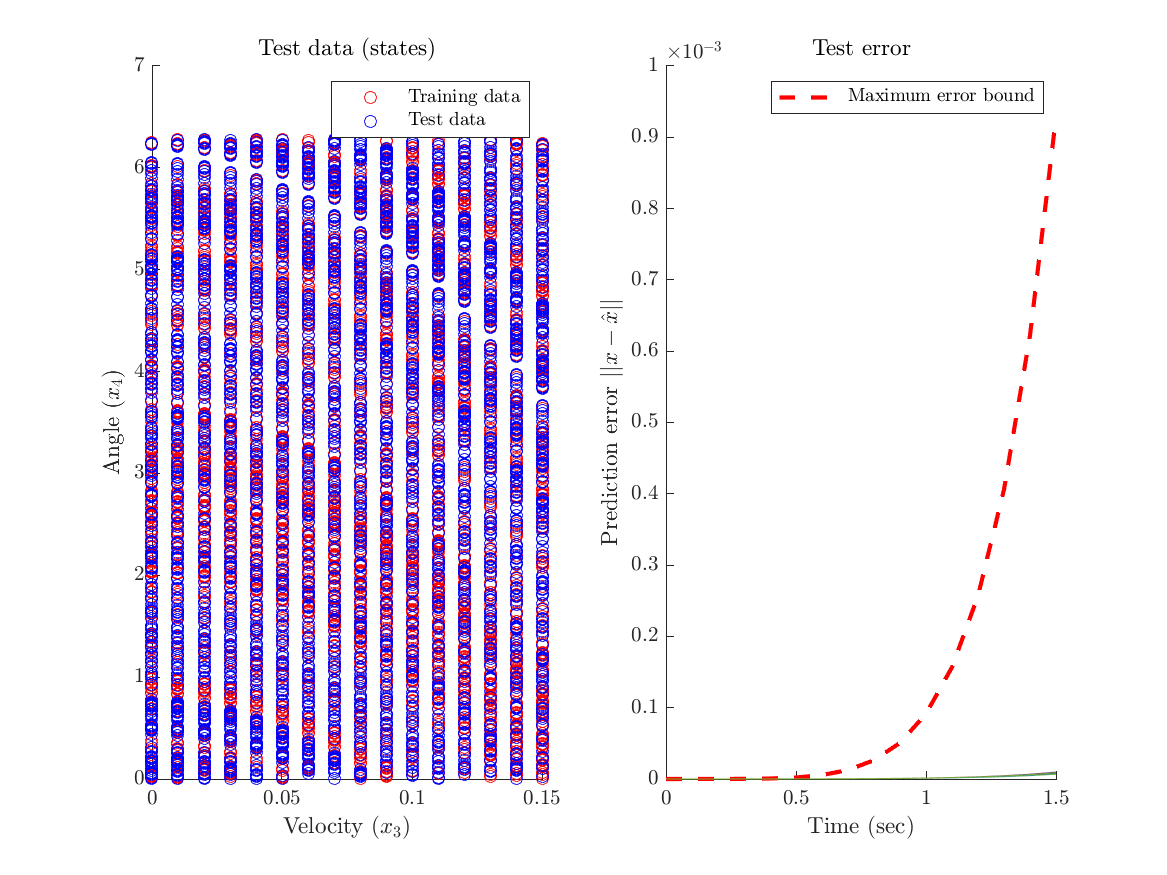 Test data (states)
Training data
Test data
7
6
5
4
3
2
1
0
Angle (x₄)
0 0.05 0.1 0.15
Velocity (x₃)
Test error
×10⁻³
Maximum error bound
1
0.9
0.8
0.7
0.6
0.5
0.4
0.3
0.2
0.1
0
Prediction error ||x − x̂||
0 0.5 1 1.5
Time (sec)